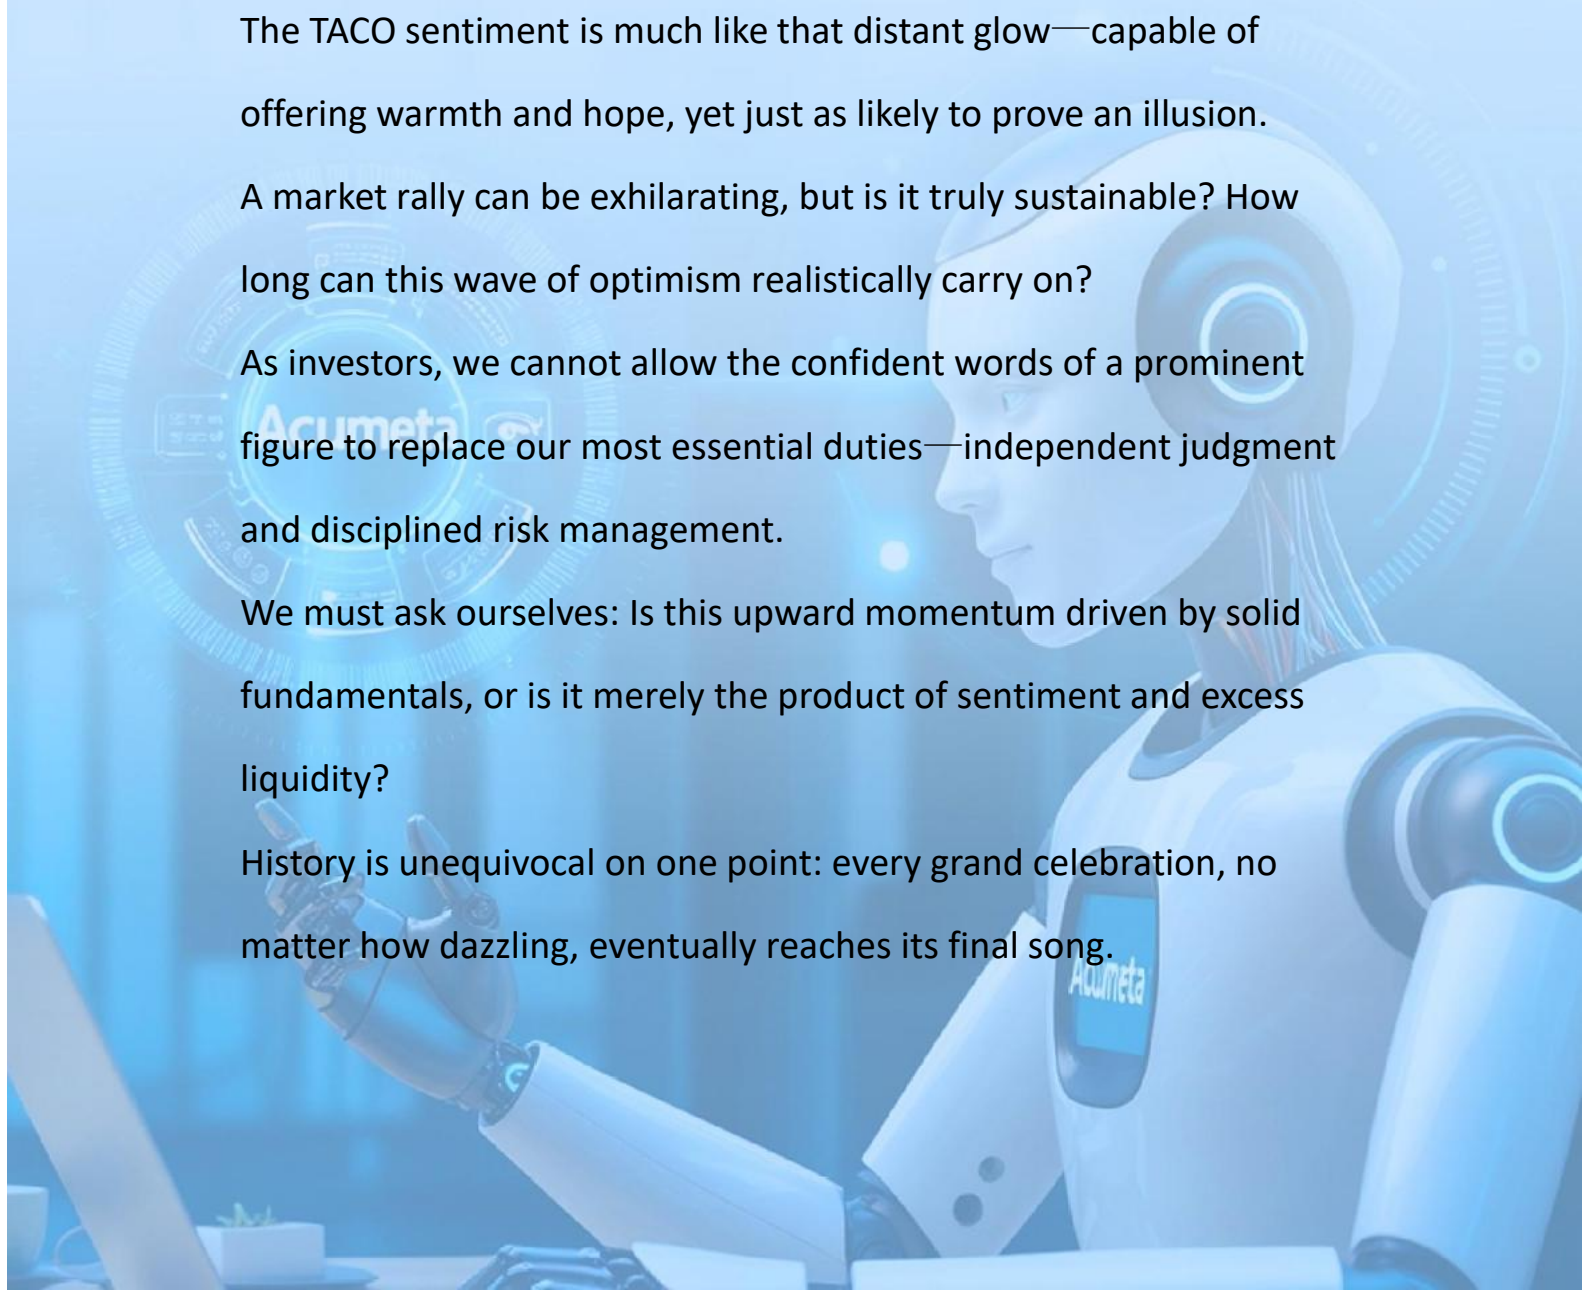 The TACO sentiment is much like that distant glow—capable of
offering warmth and hope, yet just as likely to prove an illusion.
A market rally can be exhilarating, but is it truly sustainable? How
long can this wave of optimism realistically carry on?
As investors, we cannot allow the confident words of a prominent
Acumeta
figure to replace our most essential duties—independent judgment
and disciplined risk management.
We must ask ourselves: Is this upward momentum driven by solid
fundamentals, or is it merely the product of sentiment and excess
liquidity?
History is unequivocal on one point: every grand celebration, no
matter how dazzling, eventually reaches its final song.
Acumeta